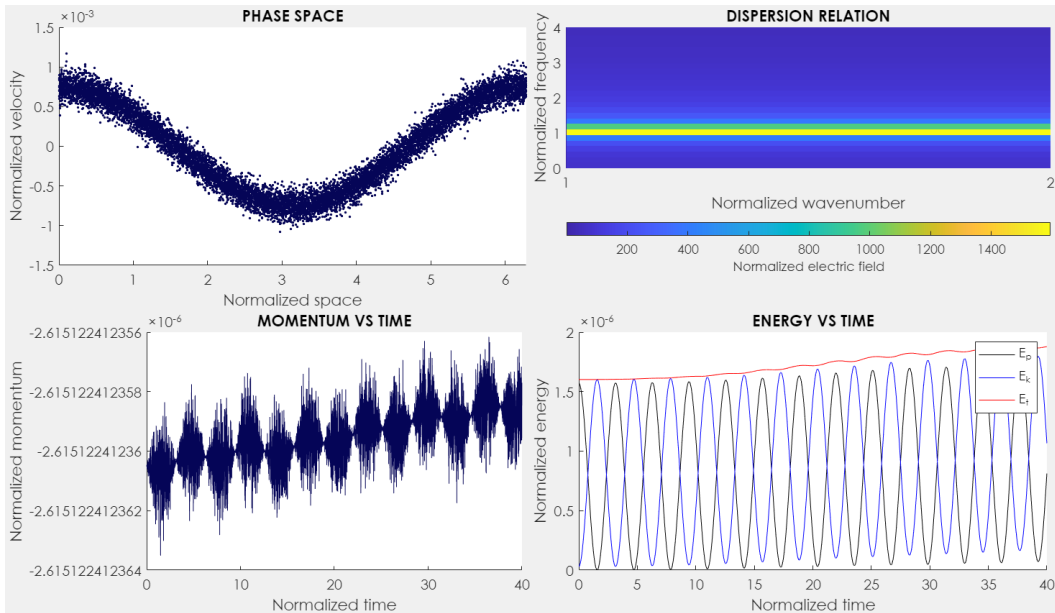 PHASE SPACE
×10⁻³
1.5
1
0.5
0
-0.5
-1
-1.5
Normalized velocity
0 1 2 3 4 5 6
Normalized space
DISPERSION RELATION
4
3
2
1
0
Normalized frequency
1 2
Normalized wavenumber
200 400 600 800 1000 1200 1400
Normalized electric field
MOMENTUM VS TIME
×10⁻⁶
-2.6151222412356
-2.6151222412358
-2.615122241236
-2.6151222412362
-2.6151222412364
Normalized momentum
0 10 20 30 40
Normalized time
ENERGY VS TIME
×10⁻⁶
2
1.5
1
0.5
0
Normalized energy
0 5 10 15 20 25 30 35 40
Normalized time
Eₚ
Eₖ
Eₜ